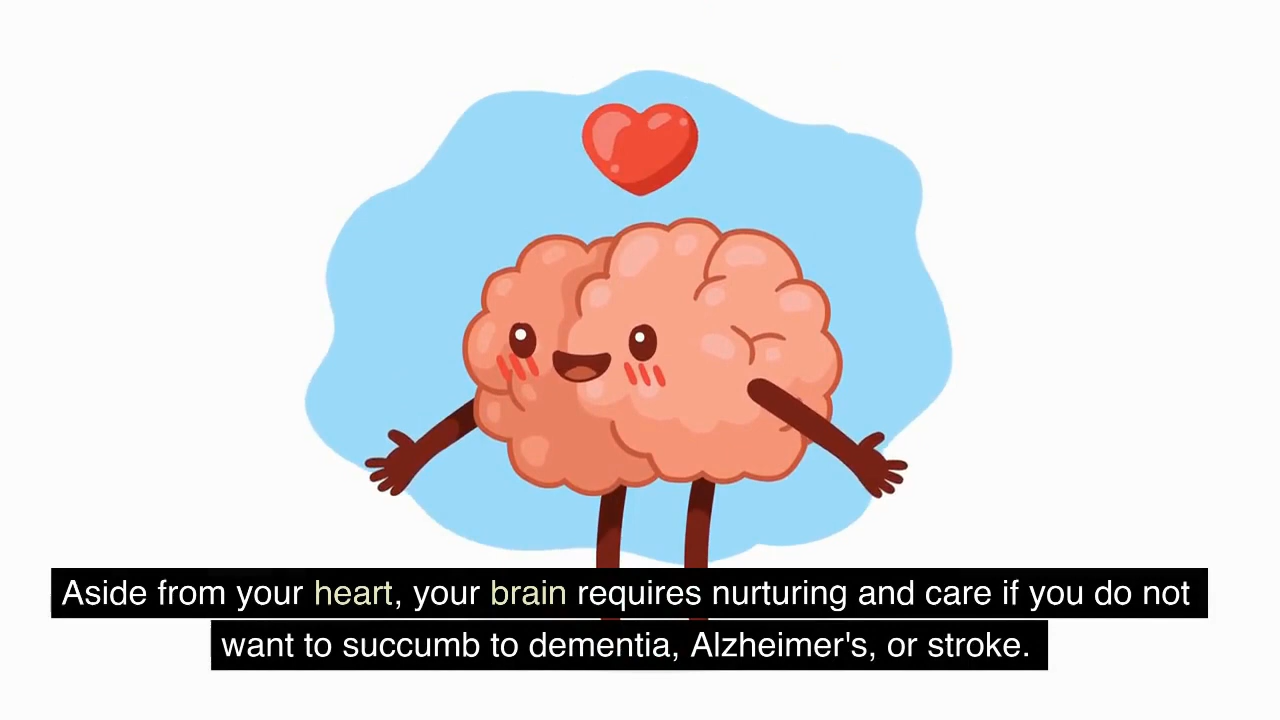 Aside from your heart, your brain requires nurturing and care if you do not
want to succumb to dementia, Alzheimer's, or stroke.